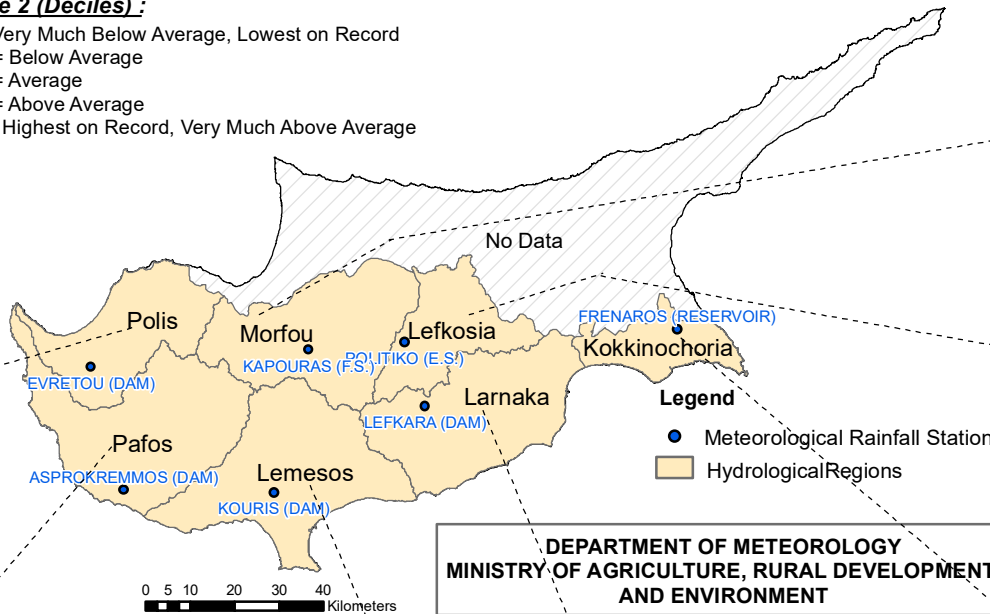 e 2 (Deciles) :
Very Much Below Average, Lowest on Record
= Below Average
= Average
= Above Average
Highest on Record, Very Much Above Average
No Data
Polis
Morfou
Lefkosia
FRENAROS (RESERVOIR)
Kokkinochoria
KAPOURAS (F.S.)
POLITIKO (E.S.)
EVRETOU (DAM)
Larnaka
LEFKARA (DAM)
Pafos
ASPROKREMMOS (DAM)
Lemesos
KOURIS (DAM)
Legend
Meteorological Rainfall Station
HydrologicalRegions
DEPARTMENT OF METEOROLOGY
MINISTRY OF AGRICULTURE, RURAL DEVELOPMENT
AND ENVIRONMENT
0 5 10 20 30 40
Kilometers